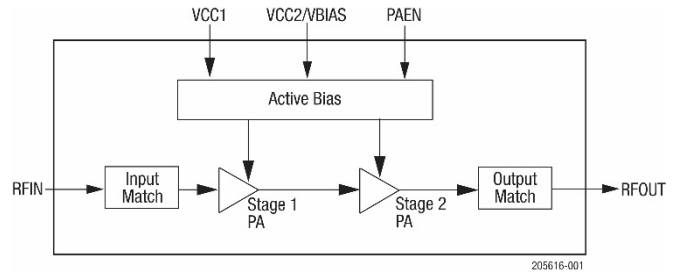 VCC1 VCC2/VBIAS PAEN
Active Bias
RFIN
Input
Match
Stage 1
PA
Stage 2
PA
Output
Match
RFOUT
205616-001